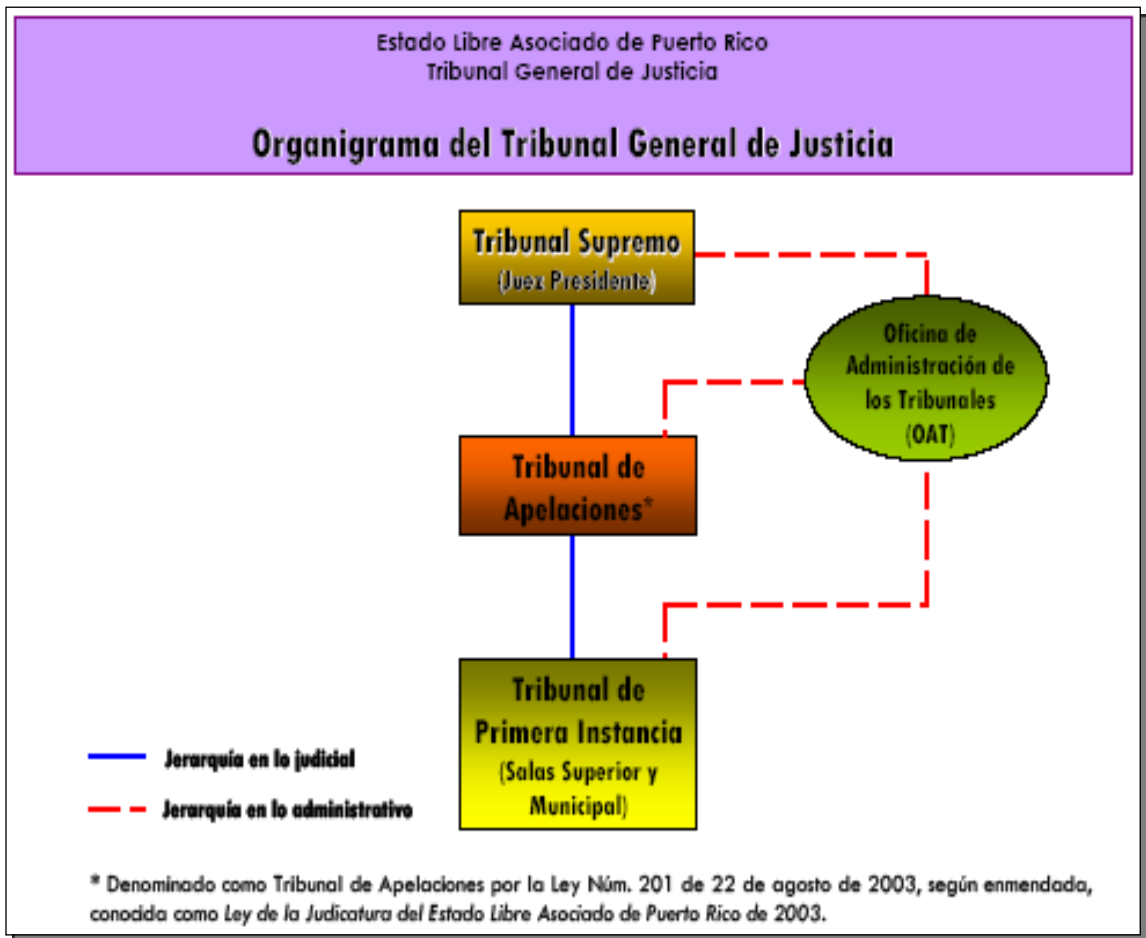 Estado Libre Asociado de Puerto Rico
Tribunal General de Justicia
Organigrama del Tribunal General de Justicia
Tribunal Supremo
(Juez Presidente)
Oficina de
Administración de
los Tribunales
(OAT)
Tribunal de
Apelaciones*
Tribunal de
Primera Instancia
(Salas Superior y
Municipal)
Jerarquía en lo judicial
Jerarquía en lo administrativo
* Denominado como Tribunal de Apelaciones por la Ley Núm. 201 de 22 de agosto de 2003, según enmendada,
conocida como Ley de la Judicatura del Estado Libre Asociado de Puerto Rico de 2003.